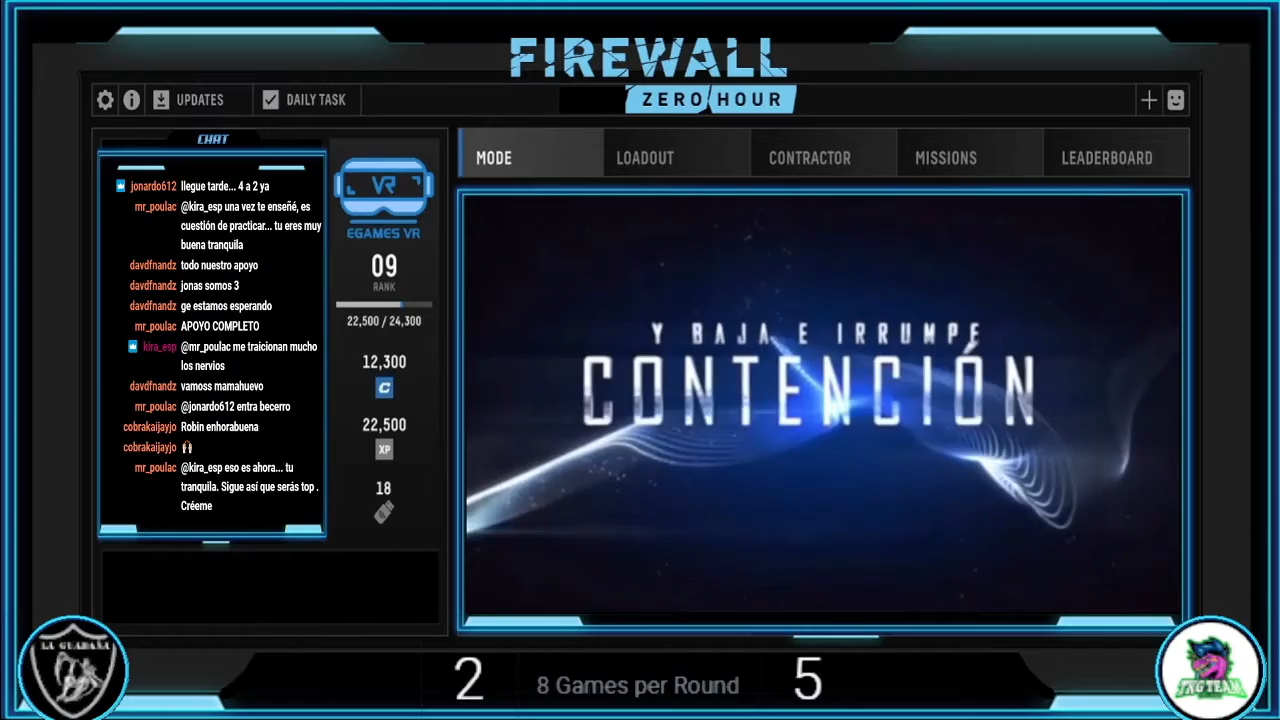 FIREWALL
ZERO HOUR
UPDATES
DAILY TASK
CHAT
jonardo612 llegue tarde... 4 a 2 ya
mr_poulac @kira_esp una vez te enseñé, es
cuestión de practicar... tu eres muy
buena tranquila
davdfnandz todo nuestro apoyo
davdfnandz jonas somos 3
davdfnandz ge estamos esperando
mr_poulac APOYO COMPLETO
kira_esp @mr_poulac me traicionan mucho
los nervios
davdfnandz vamoss mamahuevo
mr_poulac @jonardo612 entra becerro
cobrakaijayjo Robin enhorabuena
cobrakaijayjo
mr_poulac @kira_esp eso es ahora... tu
tranquila. Sigue así que serás top .
Créeme
VR
EGAMES VR
09
RANK
22,500 / 24,300
12,300
C
22,500
XP
18
MODE
LOADOUT
CONTRACTOR
MISSIONS
LEADERBOARD
Y BAJA E IRRUMPE
CONTENCIÓN
LA GUADAÑA
2
8 Games per Round
5
TKG TEAM